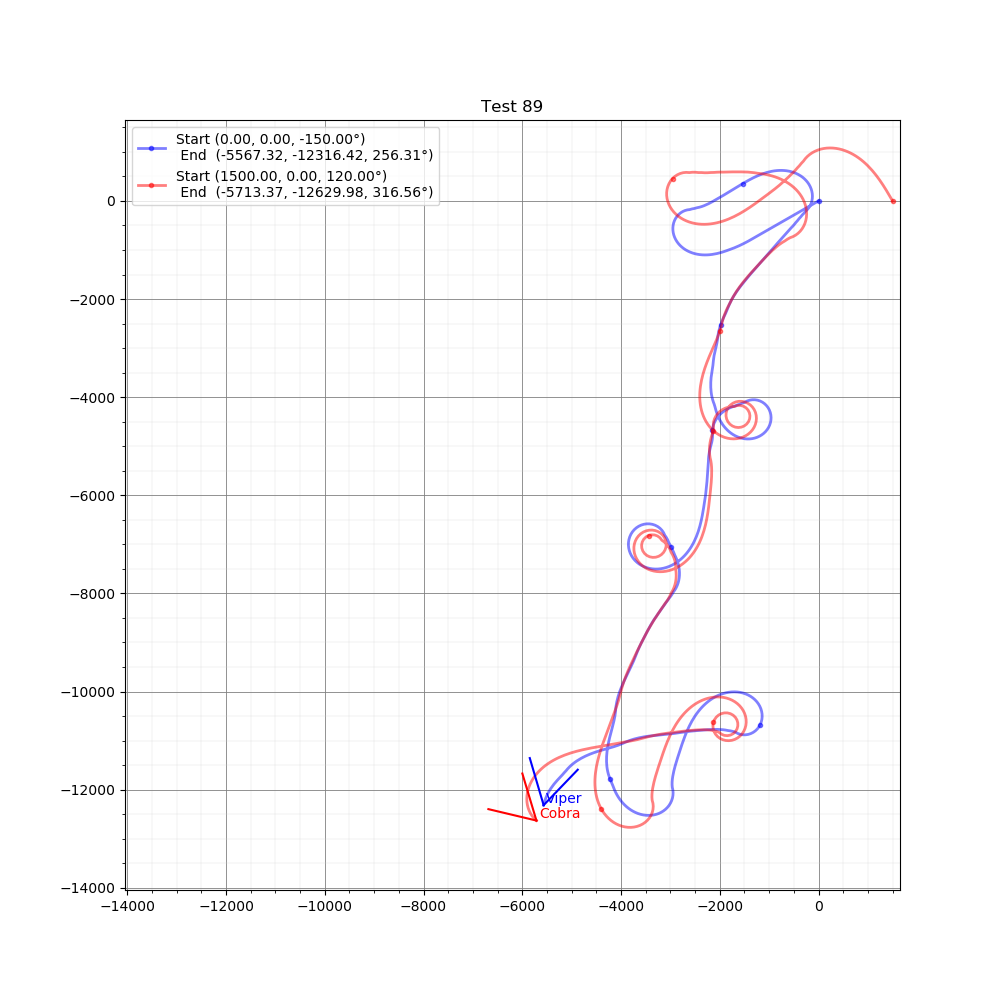 Test 89
Start (0.00, 0.00, -150.00°)
End (-5567.32, -12316.42, 256.31°)
Start (1500.00, 0.00, 120.00°)
End (-5713.37, -12629.98, 316.56°)
0
−2000
−4000
−6000
−8000
−10000
−12000
−14000
Viper
Cobra
−14000 −12000 −10000 −8000 −6000 −4000 −2000 0